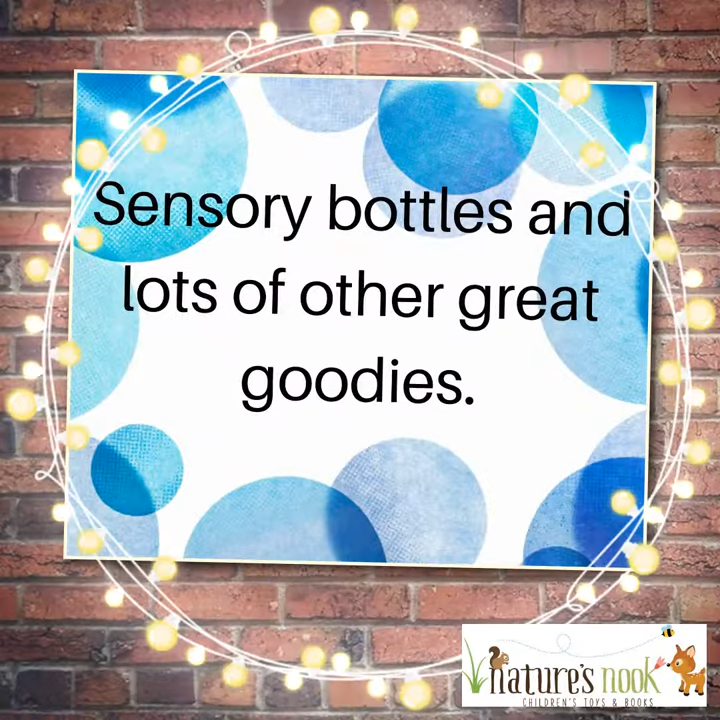 Sensory bottles and
lots of other great
goodies.
nature's nook
CHILDREN'S TOYS & BOOKS